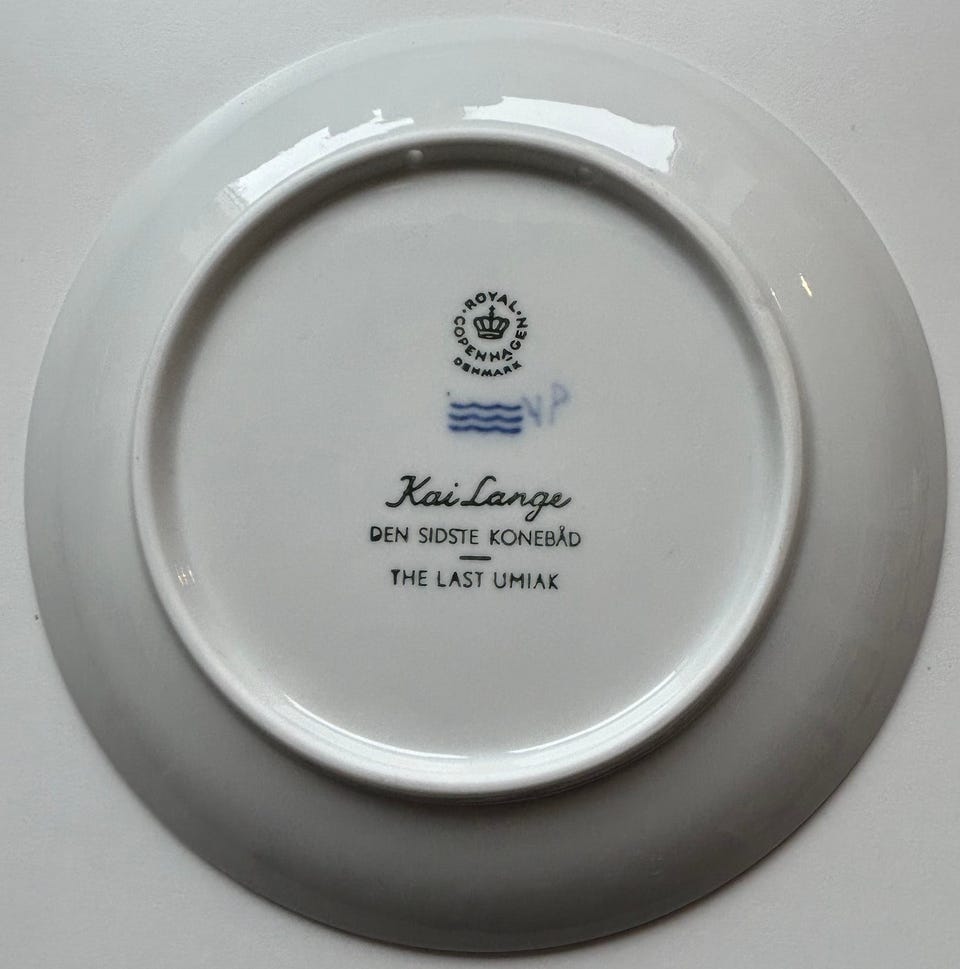 ROYAL
COPENHAGEN
DENMARK
VP
Kai Lange
DEN SIDSTE KONEBÅD
THE LAST UMIAK